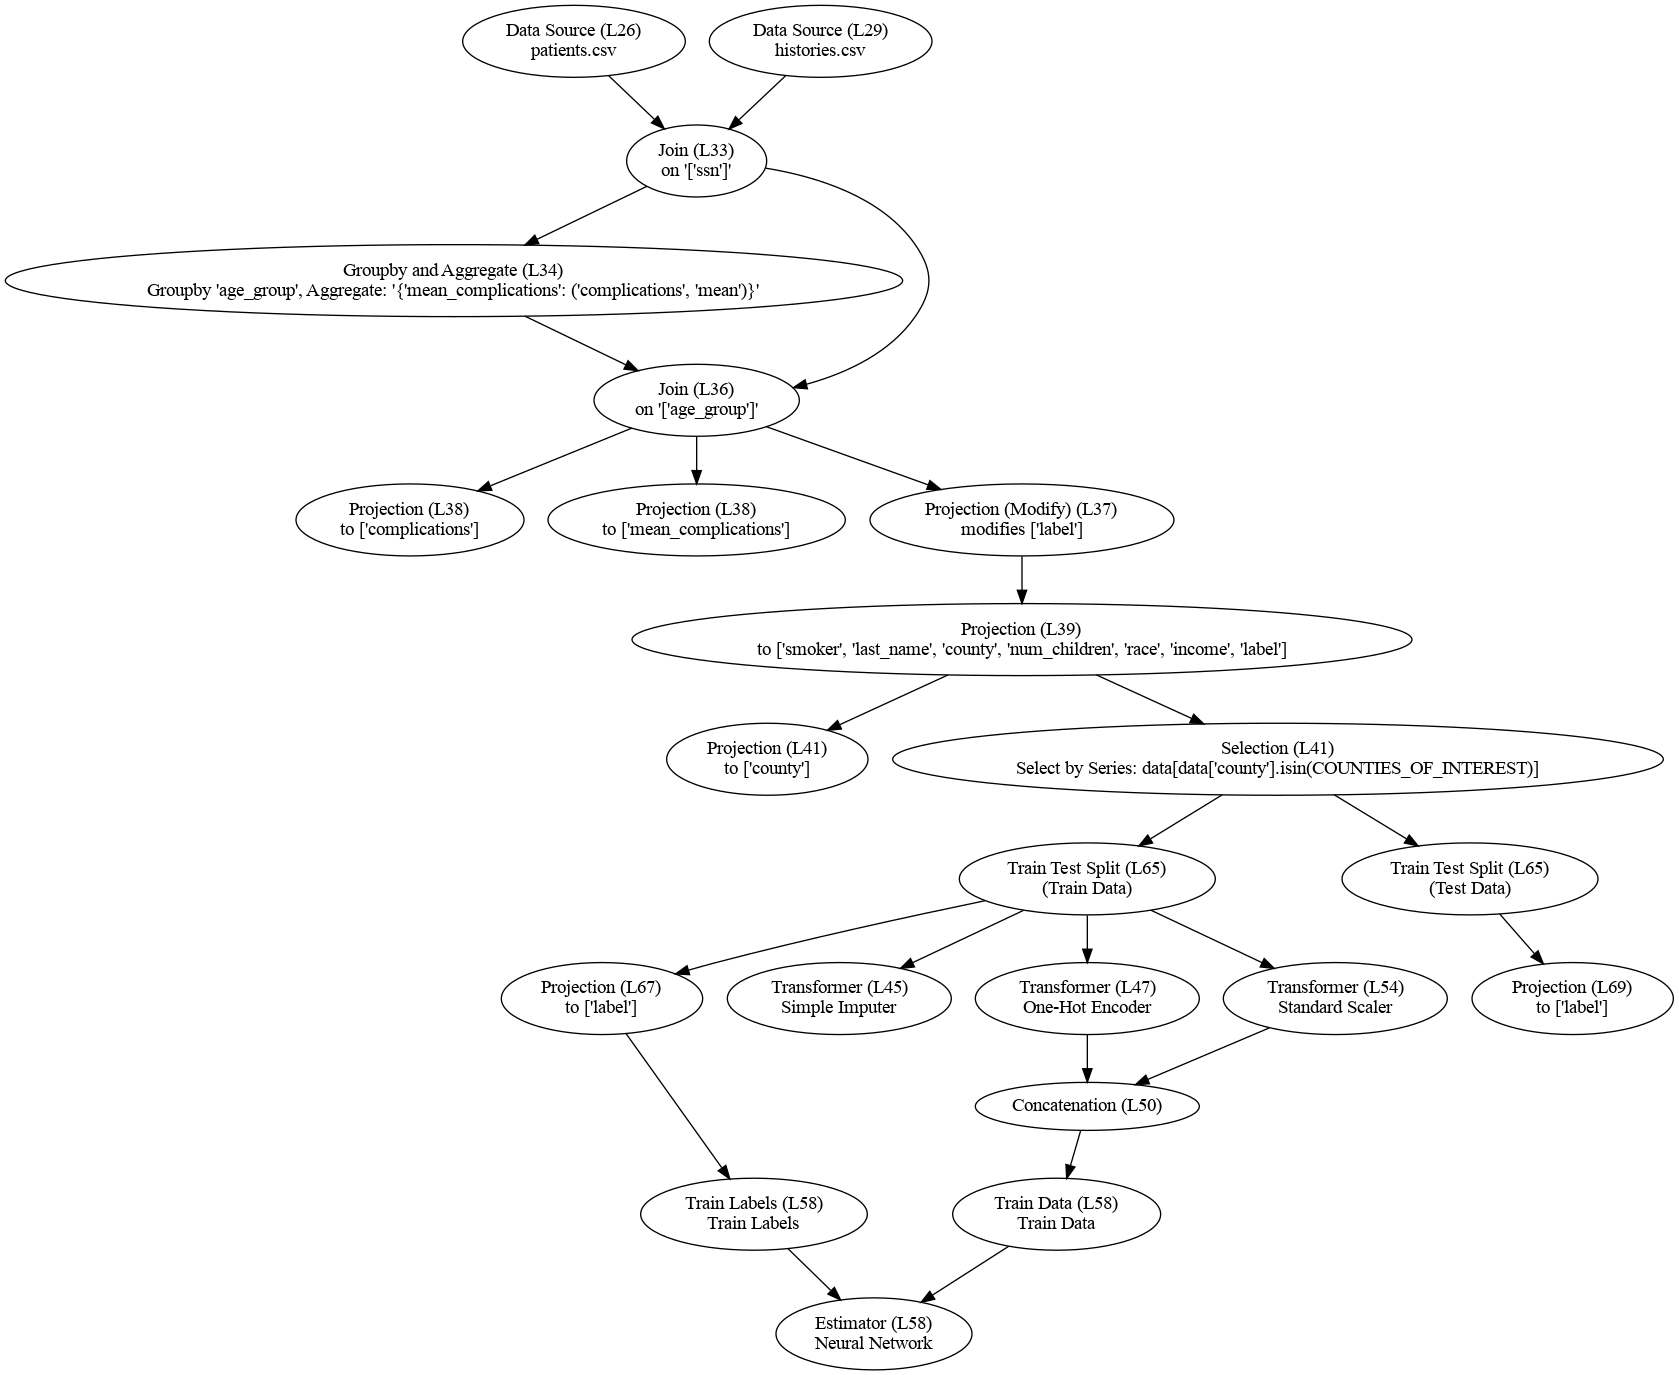 Data Source (L26)
patients.csv
Data Source (L29)
histories.csv
Join (L33)
on '['ssn']'
Groupby and Aggregate (L34)
Groupby 'age_group', Aggregate: '{'mean_complications': ('complications', 'mean')}'
Join (L36)
on '['age_group']'
Projection (L38)
to ['complications']
Projection (L38)
to ['mean_complications']
Projection (Modify) (L37)
modifies ['label']
Projection (L39)
to ['smoker', 'last_name', 'county', 'num_children', 'race', 'income', 'label']
Projection (L41)
to ['county']
Selection (L41)
Select by Series: data[data['county'].isin(COUNTIES_OF_INTEREST)]
Train Test Split (L65)
(Train Data)
Train Test Split (L65)
(Test Data)
Projection (L67)
to ['label']
Transformer (L45)
Simple Imputer
Transformer (L47)
One-Hot Encoder
Transformer (L54)
Standard Scaler
Projection (L69)
to ['label']
Concatenation (L50)
Train Labels (L58)
Train Labels
Train Data (L58)
Train Data
Estimator (L58)
Neural Network